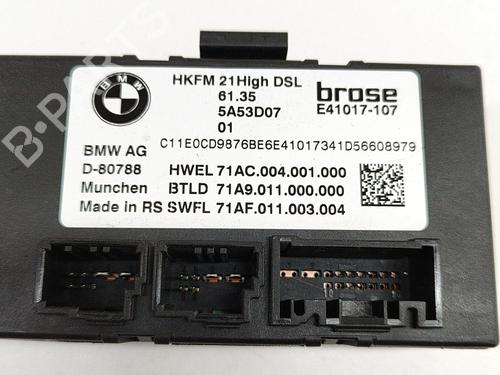 BMW
HKFM 21High DSL
61.35
5A53D07
01
brose
E41017-107
C11E0CD9876BE6E41017341D56608979
BMW AG
D-80788
Munchen
Made in RS
HWEL 71AC.004.001.000
BTLD 71A9.011.000.000
SWFL 71AF.011.003.004
B-PARTS